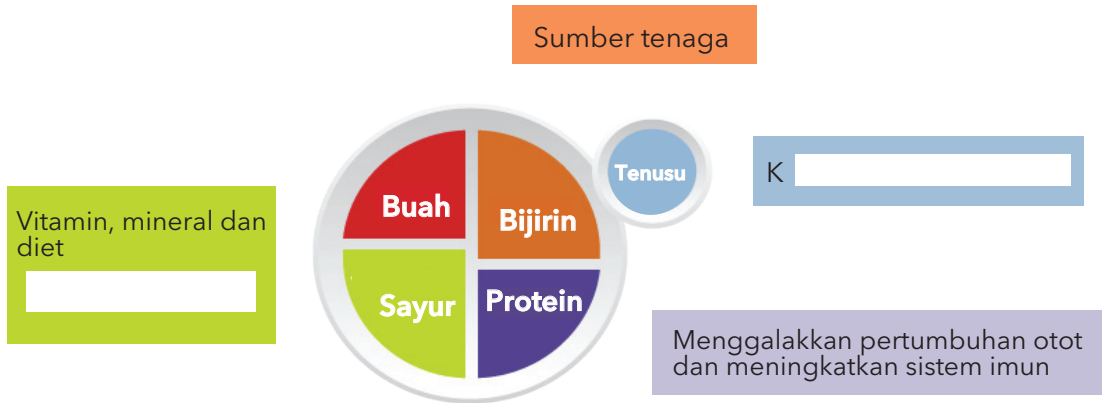 Sumber tenaga
Buah
Bijirin
Tenusu
K
Vitamin, mineral dan
diet
Sayur
Protein
Menggalakkan pertumbuhan otot
dan meningkatkan sistem imun